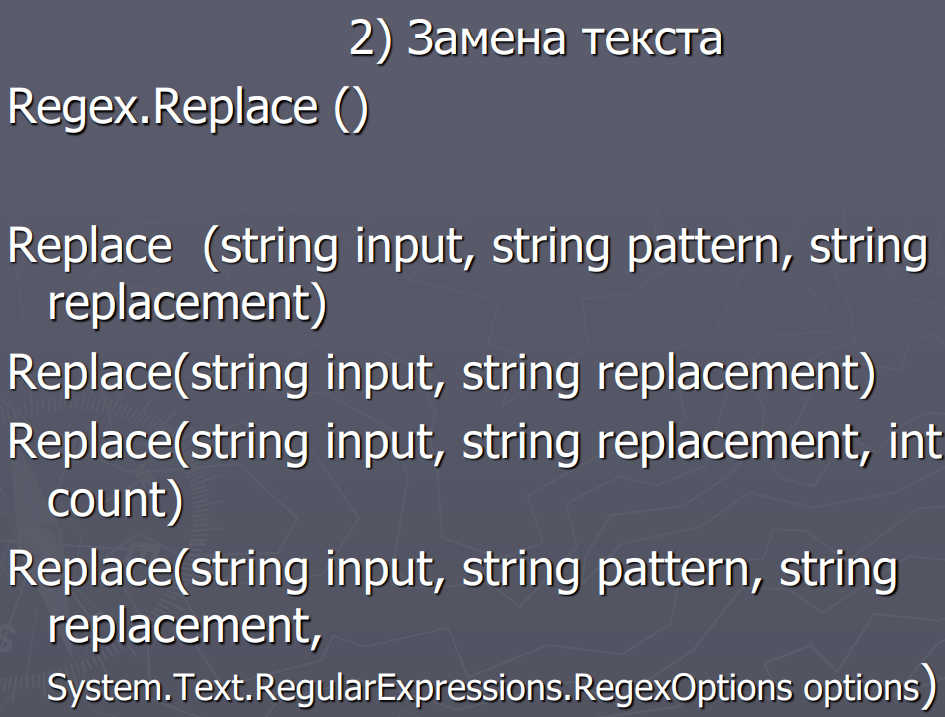 2) Замена текста
Regex.Replace ()
Replace  (string input, string pattern, string
replacement)
Replace(string input, string replacement)
Replace(string input, string replacement, int
count)
Replace(string input, string pattern, string
replacement,
System.Text.RegularExpressions.RegexOptions options)